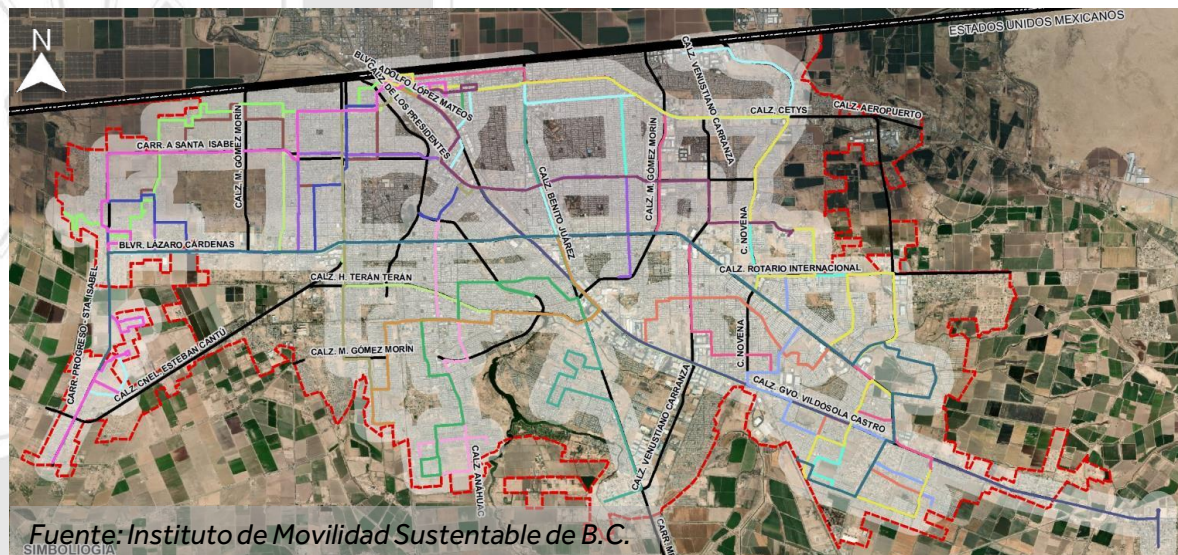 ESTADOS UNIDOS MEXICANOS
N
BLVR. ADOLFO LÓPEZ MATEOS
CALZ. DE LOS PRESIDENTES
CALZ. VENUSTIANO CARRANZA
CALZ. CETYS
CALZ. AEROPUERTO
CALZ. M. GÓMEZ MORÍN
CARR. A SANTA ISABEL
CALZ. M. GÓMEZ MORÍN
CALZ. BENITO JUÁREZ
C. NOVENA
BLVR. LÁZARO CÁRDENAS
CALZ. H. TERÁN TERÁN
CALZ. ROTARIO INTERNACIONAL
CARR. PROGRESO - STA. ISABEL
CALZ. CNEL. ESTEBAN CANTÚ
CALZ. M. GÓMEZ MORÍN
C. NOVENA
CALZ. GVO. VILDÓSOLA CASTRO
CALZ. VENUSTIANO CARRANZA
CALZ. ANÁHUAC
CARR. M
Fuente: Instituto de Movilidad Sustentable de B.C.
SIMBOLIOGÍA